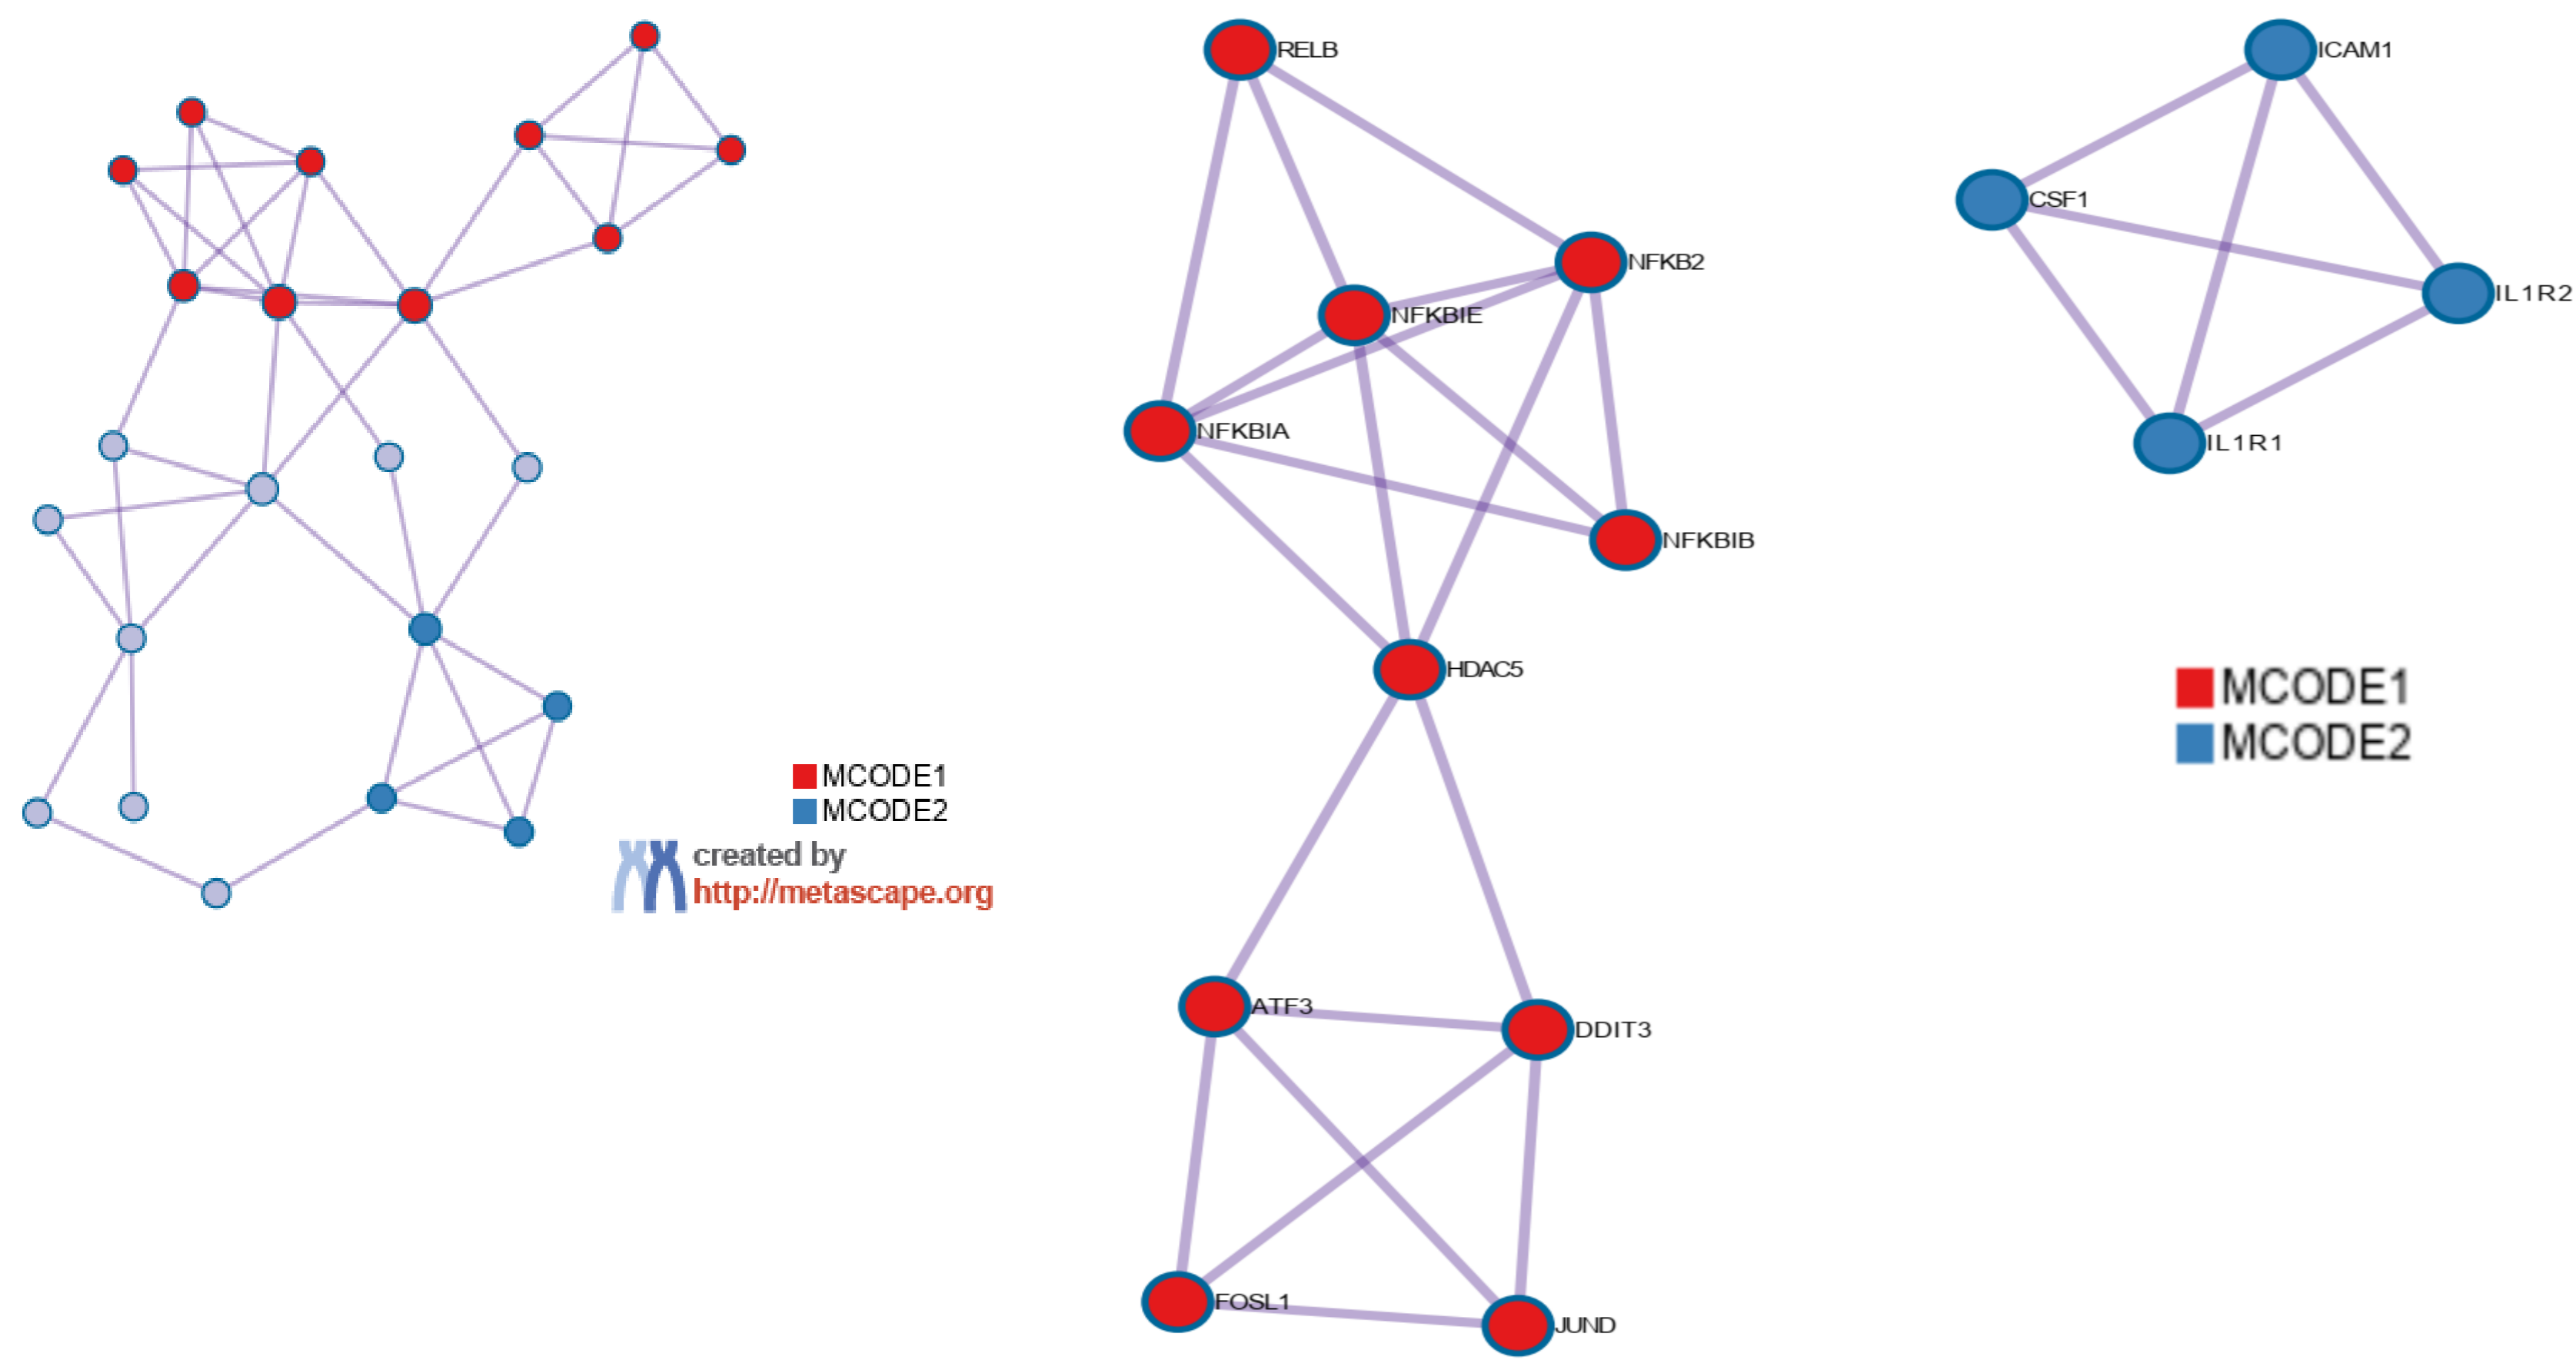 MCODE1
MCODE2
created by
http://metascape.org
RELB
NFKB2
NFKBIE
NFKBIA
NFKBIB
HDAC5
ATF3
DDIT3
FOSL1
JUND
ICAM1
CSF1
IL1R2
IL1R1
MCODE1
MCODE2